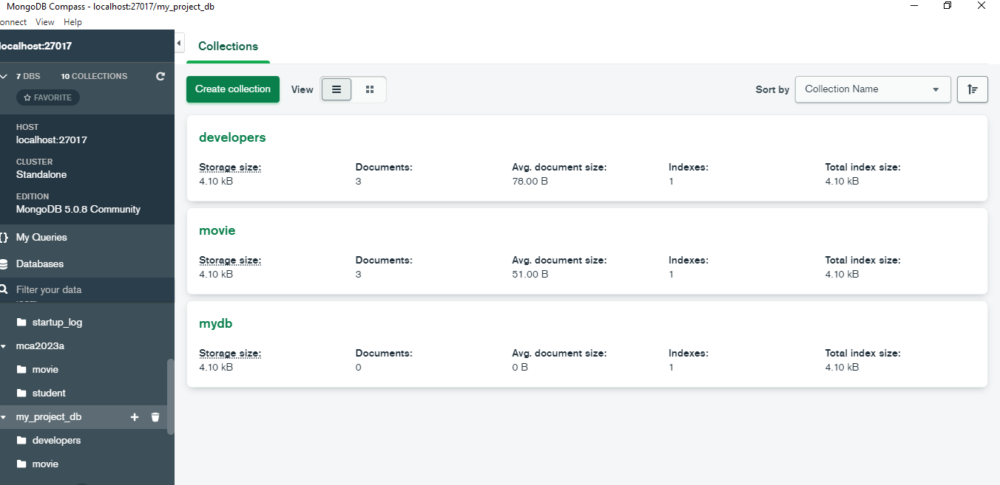 MongoDB Compass - localhost:27017/my_project_db
onnect View Help
localhost:27017
7 DBS 10 COLLECTIONS
FAVORITE
HOST
localhost:27017
CLUSTER
Standalone
EDITION
MongoDB 5.0.8 Community
{} My Queries
Databases
Filter your data
startup_log
mca2023a
movie
student
my_project_db
developers
movie
Collections
Create collection View Sort by Collection Name
developers
Storage size: Documents: Avg. document size: Indexes: Total index size:
4.10 kB 3 78.00 B 1 4.10 kB
movie
Storage size: Documents: Avg. document size: Indexes: Total index size:
4.10 kB 3 51.00 B 1 4.10 kB
mydb
Storage size: Documents: Avg. document size: Indexes: Total index size:
4.10 kB 0 0 B 1 4.10 kB